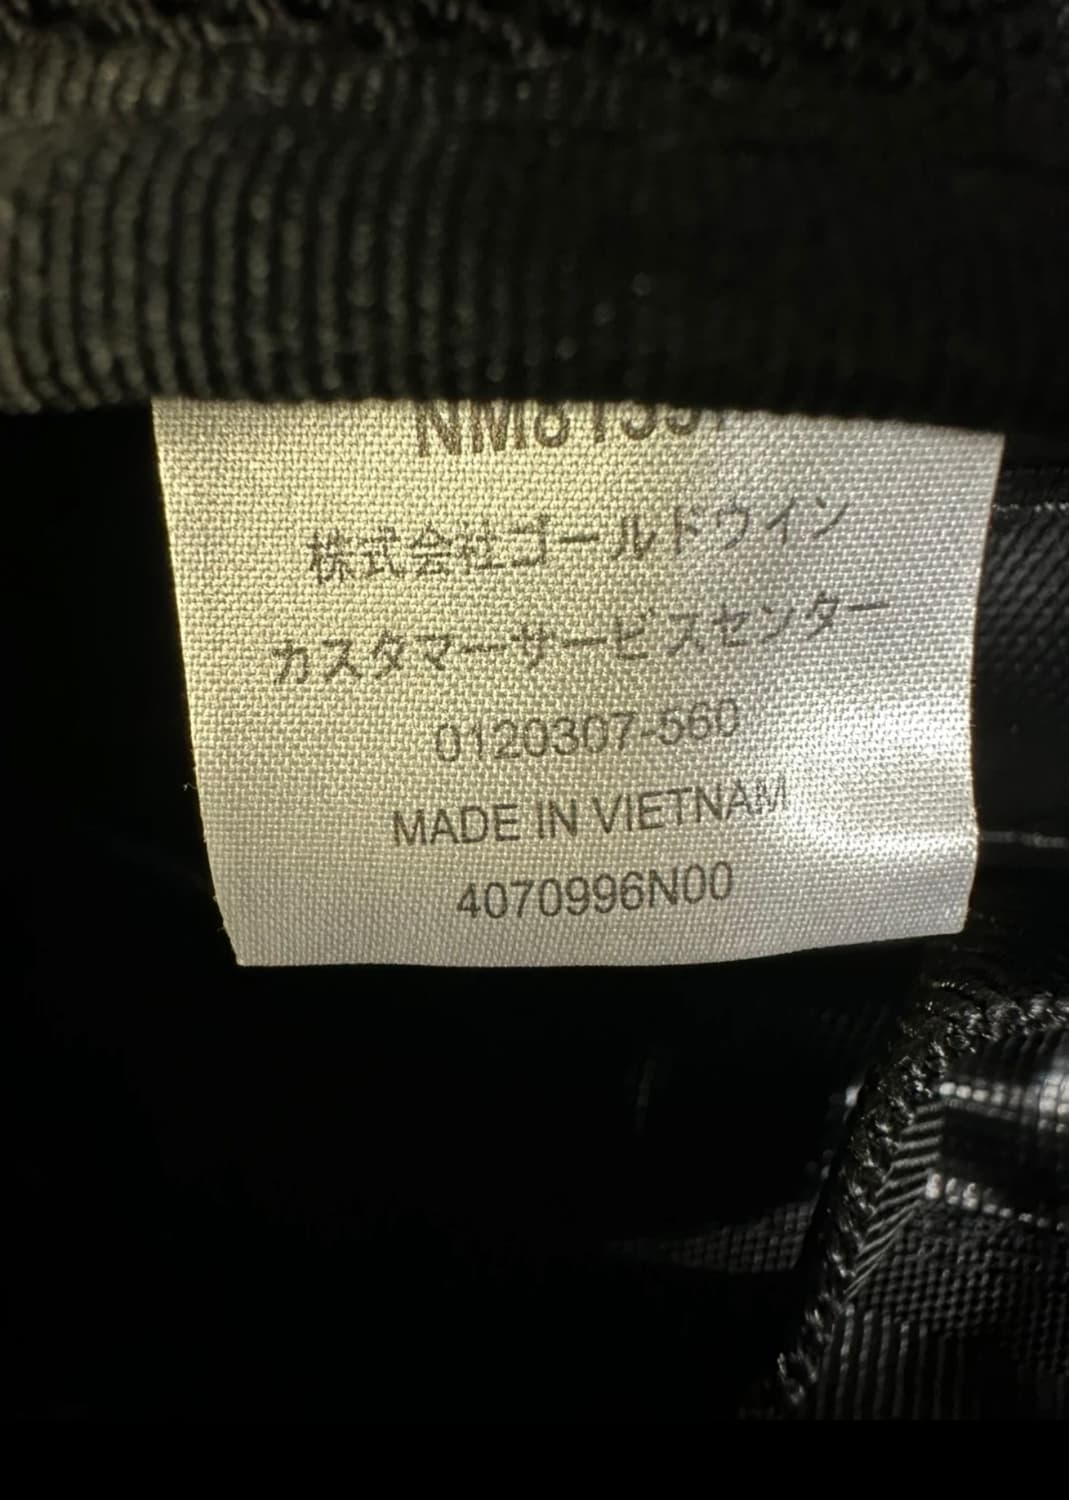 株式会社ゴールドウイン
カスタマーサービスセンター
0120307-560
MADE IN VIETNAM
4070996N00